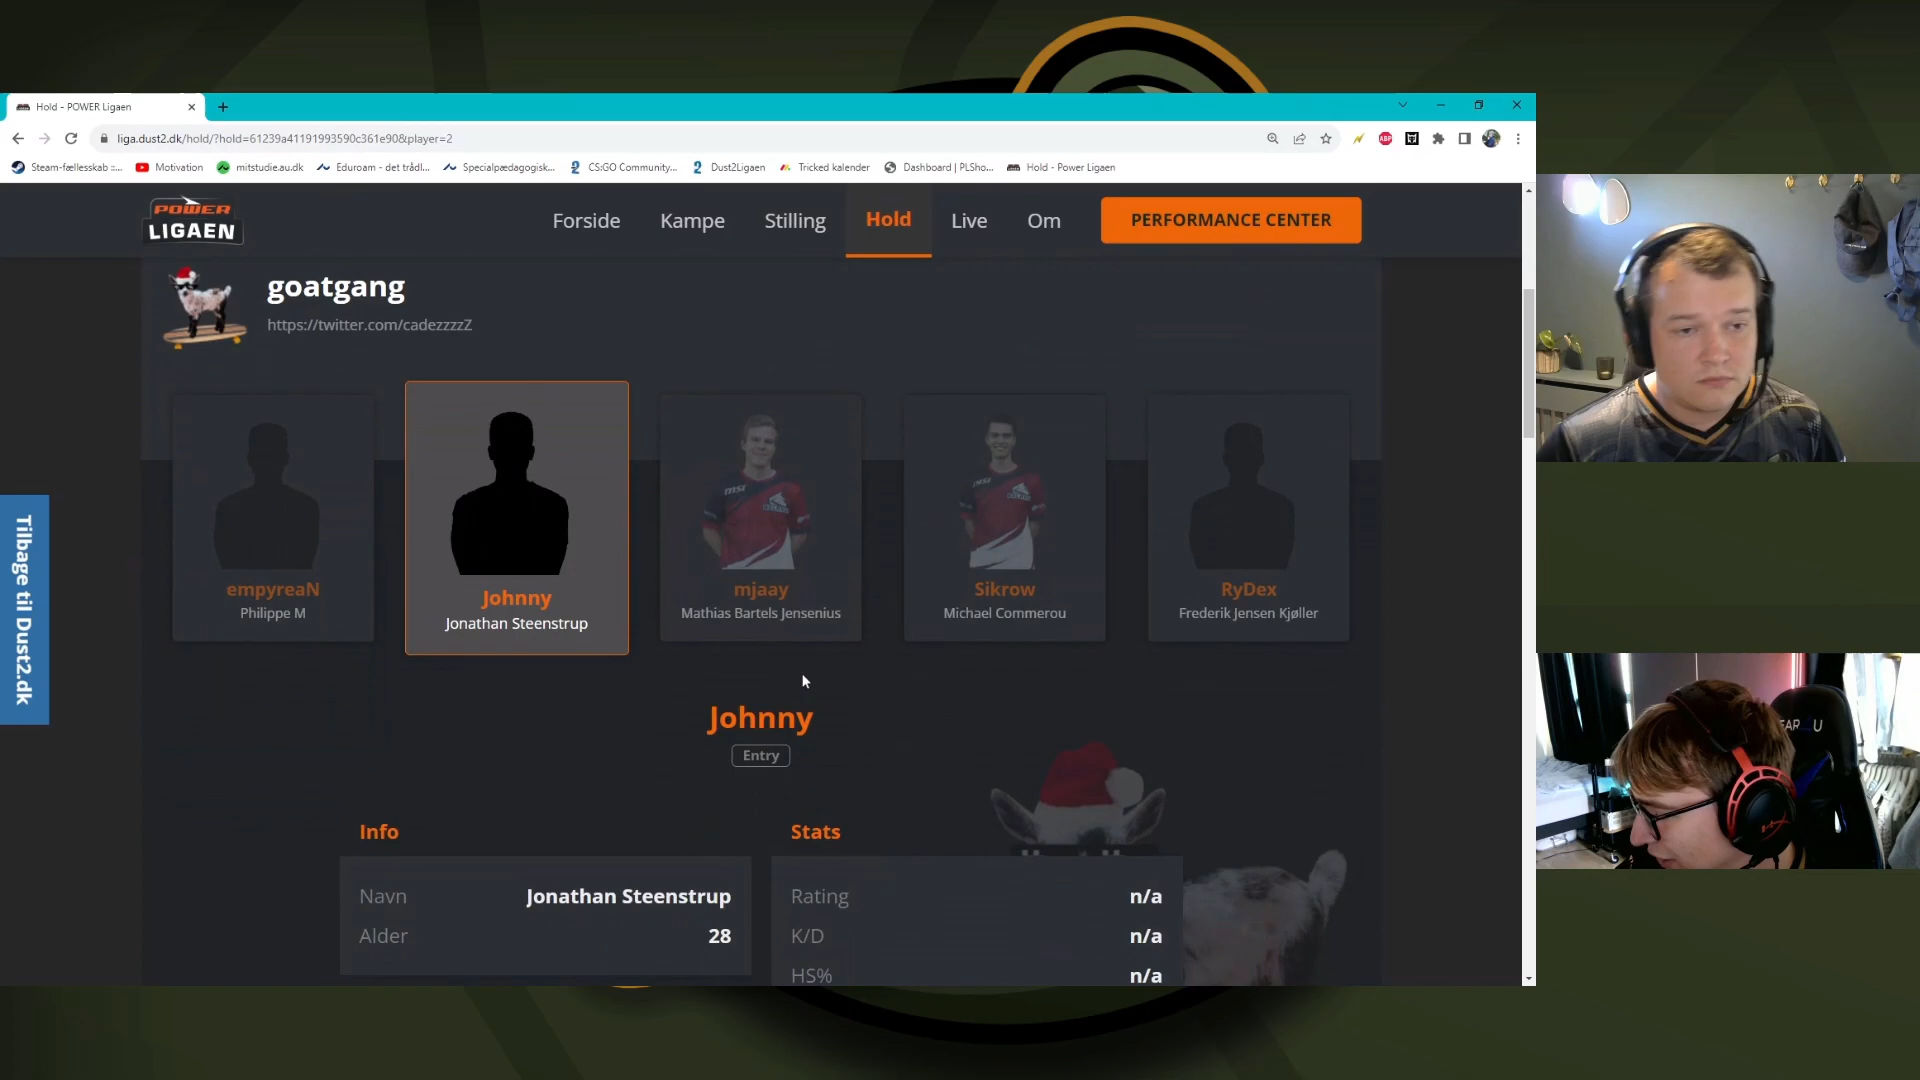 Hold - POWER Ligaen
liga.dust2.dk/hold/?hold=61239a41191993590c361e90&player=2
Steam-fællesskab ::...
Motivation
mitstudie.au.dk
Eduroam - det trådl...
Specialpædagogisk...
CS:GO Community...
Dust2Ligaen
Tricked kalender
Dashboard | PLSho...
Hold - Power Ligaen
POWER
LIGAEN
Forside
Kampe
Stilling
Hold
Live
Om
PERFORMANCE CENTER
goatgang
https://twitter.com/cadezzzzZ
empyreaN
Philippe M
Johnny
Jonathan Steenstrup
msi
mjaay
Mathias Bartels Jensenius
Sikrow
Michael Commerou
RyDex
Frederik Jensen Kjøller
Tilbage til Dust2.dk
Johnny
Entry
Info
Navn Jonathan Steenstrup
Alder 28
Stats
Rating n/a
K/D n/a
HS% n/a
ABP